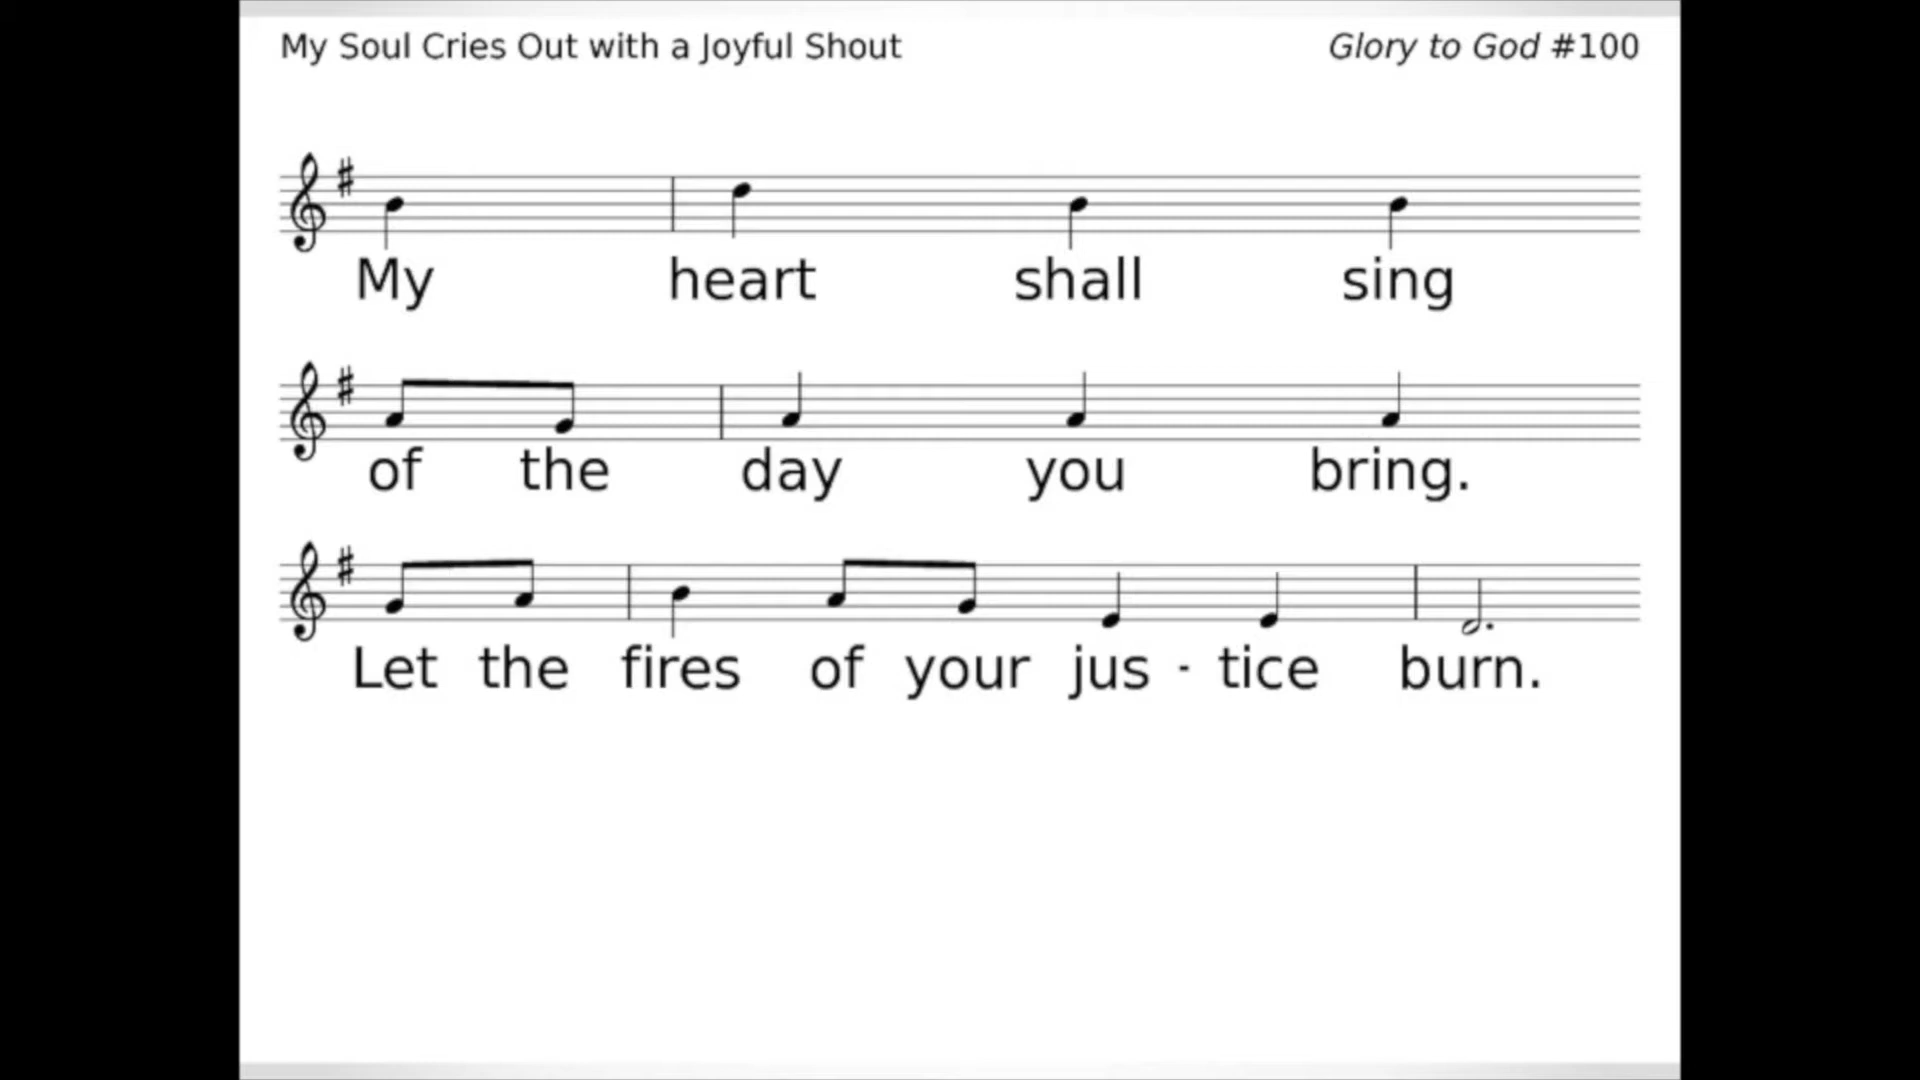 My Soul Cries Out with a Joyful Shout
Glory to God #100
My heart shall sing
of the day you bring.
Let the fires of your jus - tice burn.